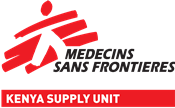 MEDECINS
SANS FRONTIERES
KENYA SUPPLY UNIT